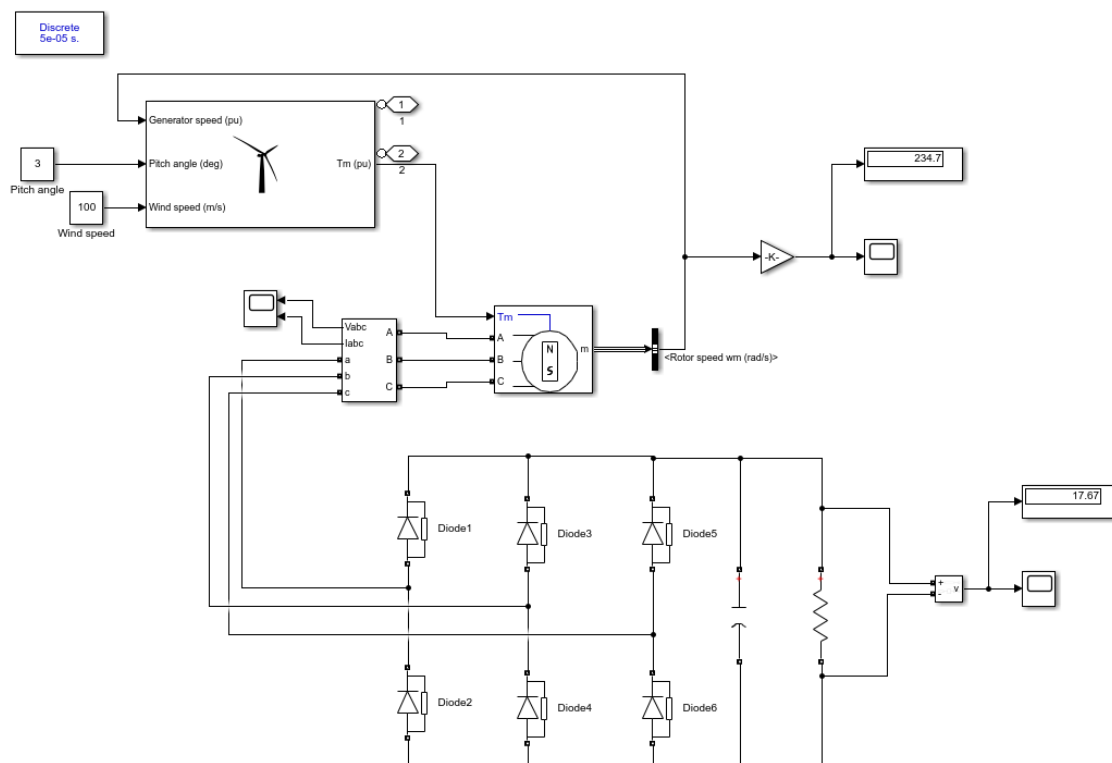 Discrete
5e-05 s.
1
1
Generator speed (pu)
2
2
3
Pitch angle (deg)
Tm (pu)
234.7
Pitch angle
100
Wind speed (m/s)
Wind speed
-K-
Tm
Vabc
A
A
N
m
Iabc
<Rotor speed wm (rad/s)>
a
B
B
S
b
C
C
c
17.67
Diode1
Diode3
Diode5
+
+
+
v
-
Diode2
Diode4
Diode6